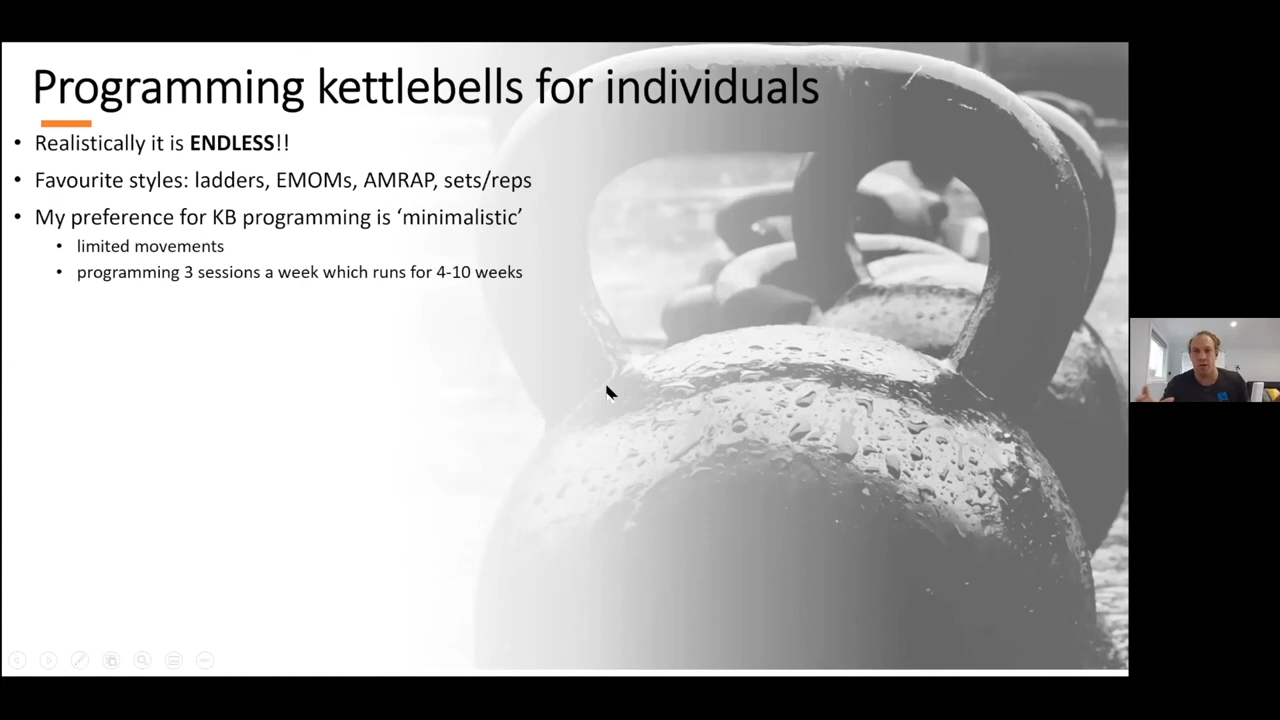 Programming kettlebells for individuals
• Realistically it is ENDLESS!!
• Favourite styles: ladders, EMOMs, AMRAP, sets/reps
• My preference for KB programming is ‘minimalistic’
• limited movements
• programming 3 sessions a week which runs for 4-10 weeks